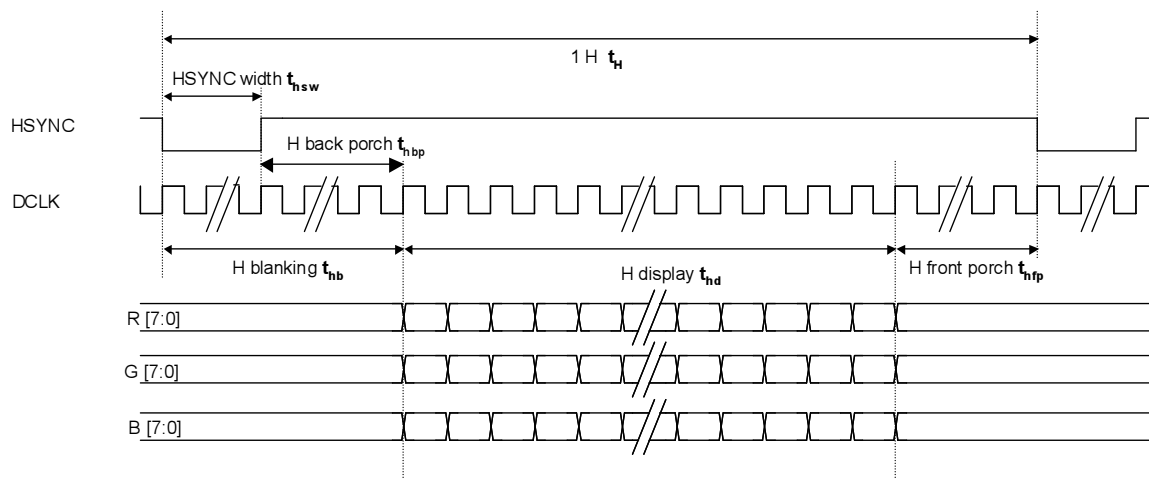 1 H t_H
HSYNC width t_hsw
HSYNC
H back porch t_hbp
DCLK
H blanking t_hb
H display t_hd
H front porch t_hfp
R [7:0]
G [7:0]
B [7:0]